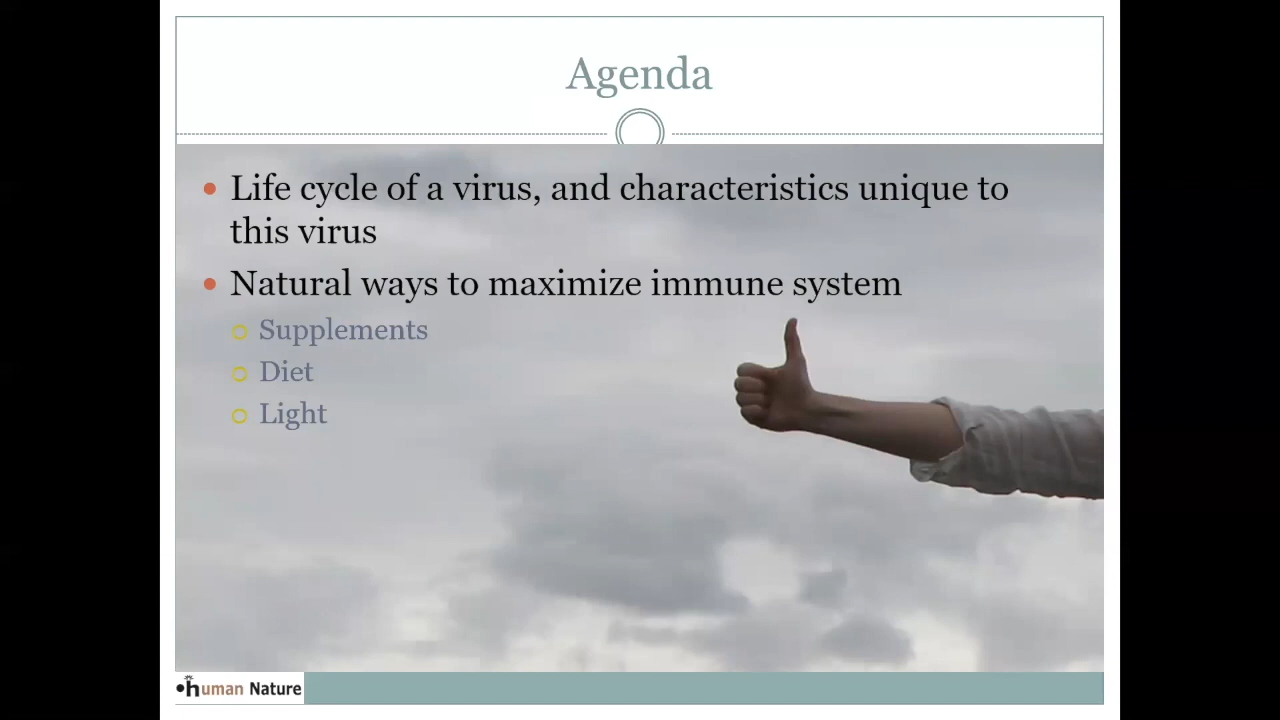 Agenda
Life cycle of a virus, and characteristics unique to
this virus
Natural ways to maximize immune system
Supplements
Diet
Light
human Nature